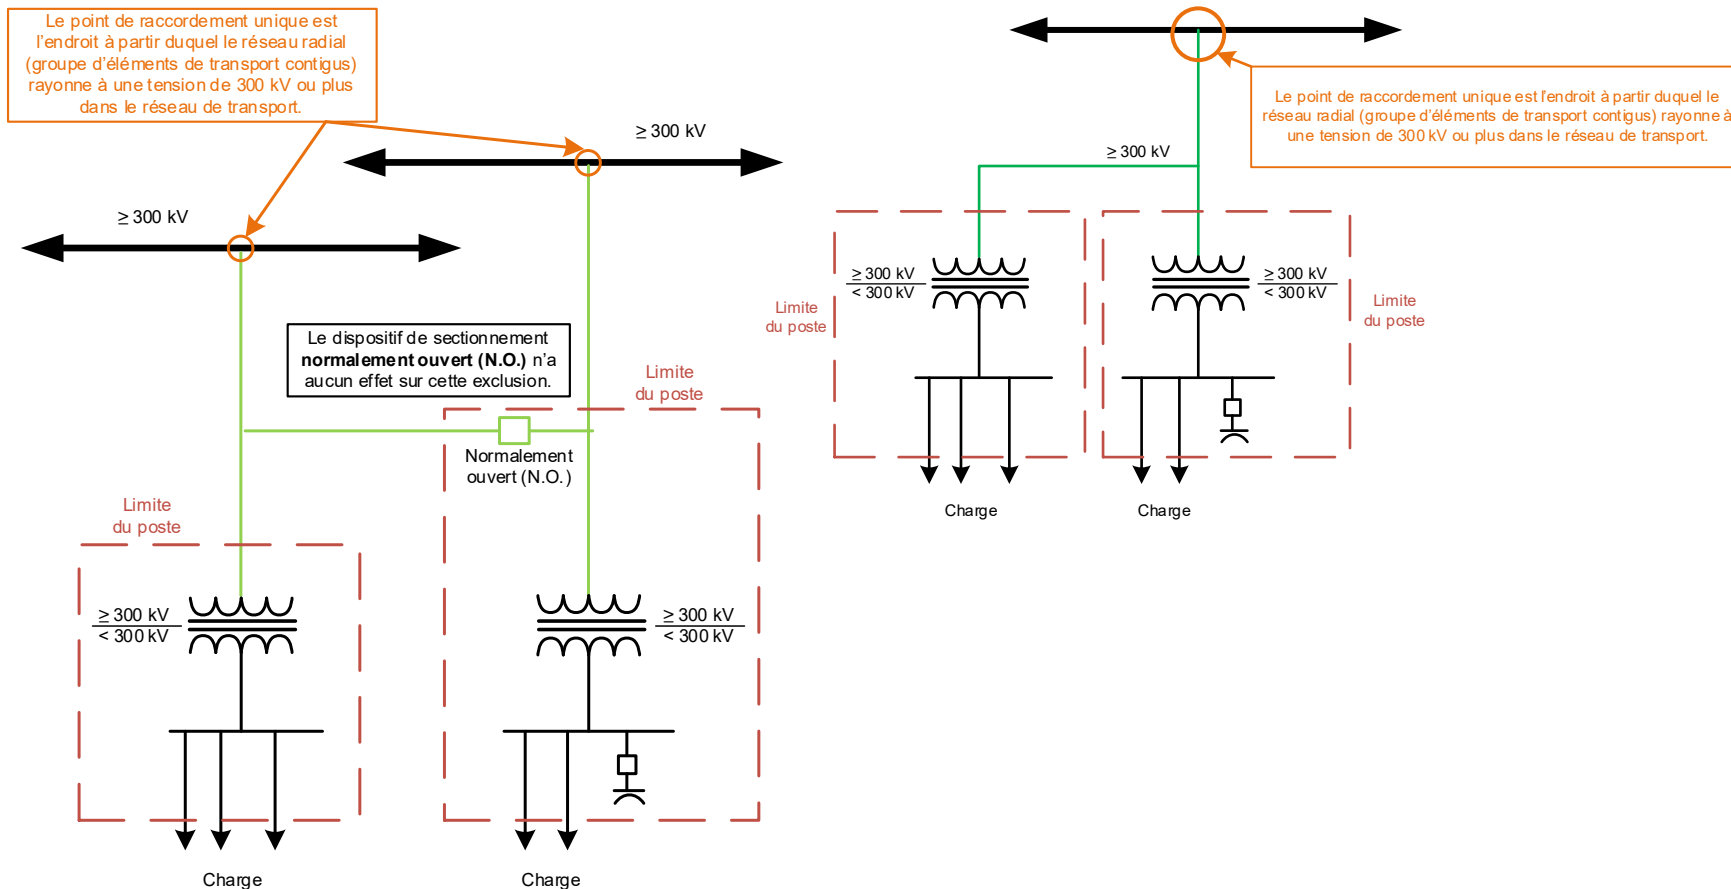 Le point de raccordement unique est
l'endroit à partir duquel le réseau radial
(groupe d'éléments de transport contigus)
rayonne à une tension de 300 kV ou plus
dans le réseau de transport.
≥ 300 kV
≥ 300 kV
Le dispositif de sectionnement
normalement ouvert (N.O.) n'a
aucun effet sur cette exclusion.
Limite
du poste
Normalement
ouvert (N.O.)
Limite
du poste
≥ 300 kV
< 300 kV
≥ 300 kV
< 300 kV
Charge
Charge
Le point de raccordement unique est l'endroit à partir duquel le
réseau radial (groupe d'éléments de transport contigus) rayonne à
une tension de 300 kV ou plus dans le réseau de transport.
≥ 300 kV
≥ 300 kV
< 300 kV
≥ 300 kV
< 300 kV
Limite
du poste
Limite
du poste
Charge
Charge